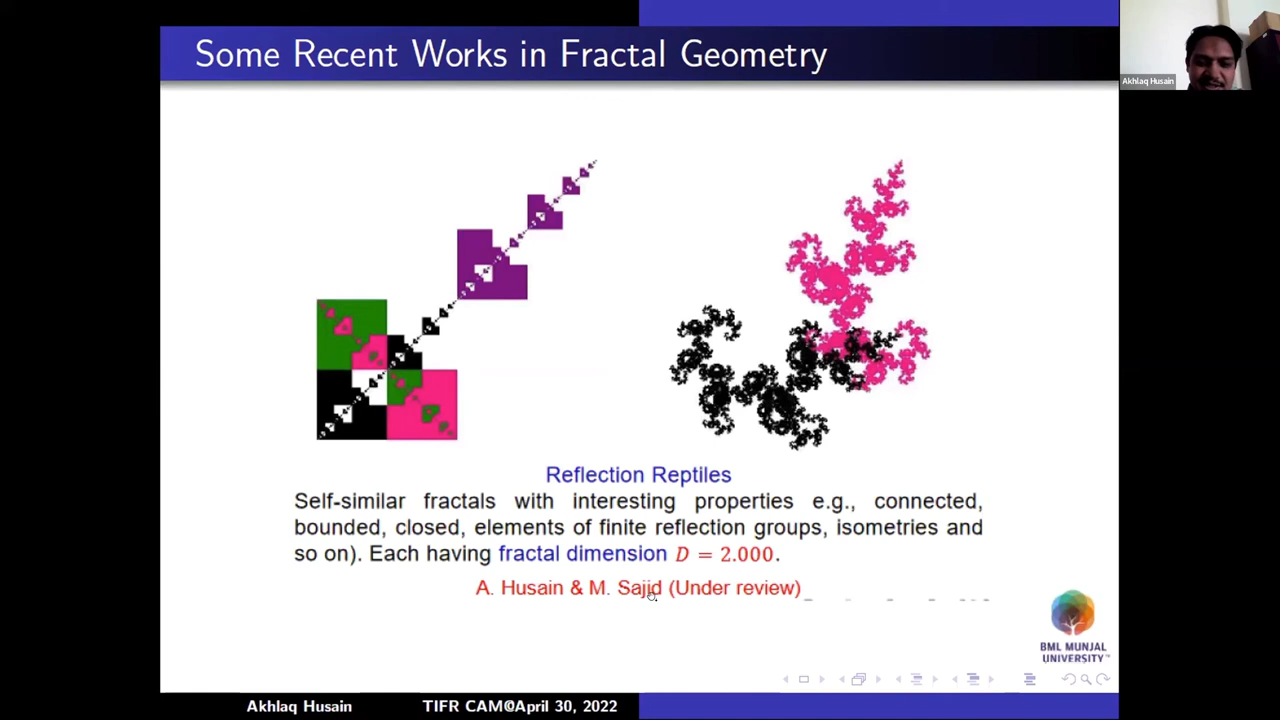 Some Recent Works in Fractal Geometry
Akhlaq Husain
Reflection Reptiles
Self-similar fractals with interesting properties e.g., connected,
bounded, closed, elements of finite reflection groups, isometries and
so on). Each having fractal dimension D = 2.000.
A. Husain & M. Sajid (Under review)
BML MUNJAL
UNIVERSITY™
Akhlaq Husain TIFR CAM@April 30, 2022